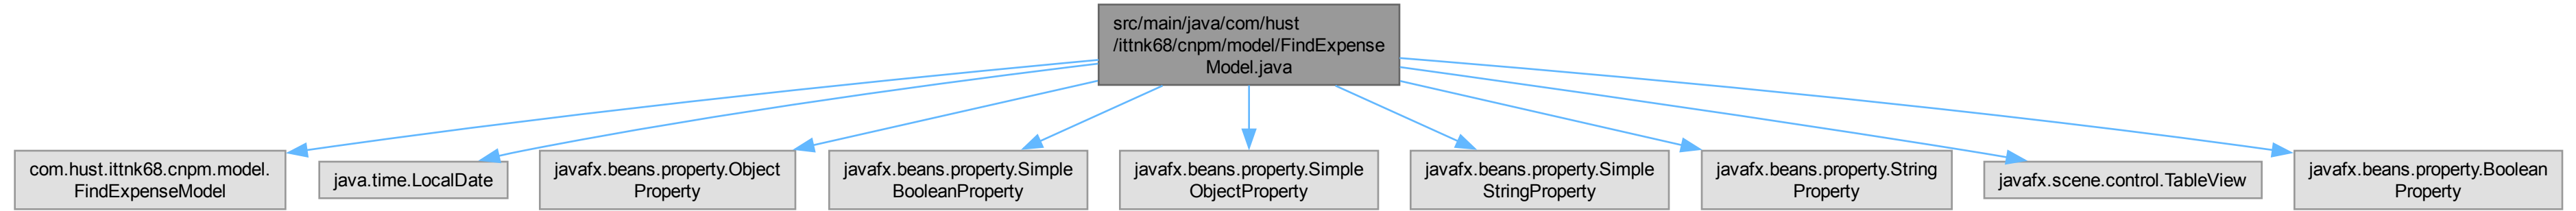 src/main/java/com/hust
/ittnk68/cnpm/model/FindExpense
Model.java
com.hust.ittnk68.cnpm.model.
FindExpenseModel
java.time.LocalDate
javafx.beans.property.Object
Property
javafx.beans.property.Simple
BooleanProperty
javafx.beans.property.Simple
ObjectProperty
javafx.beans.property.Simple
StringProperty
javafx.beans.property.String
Property
javafx.scene.control.TableView
javafx.beans.property.Boolean
Property